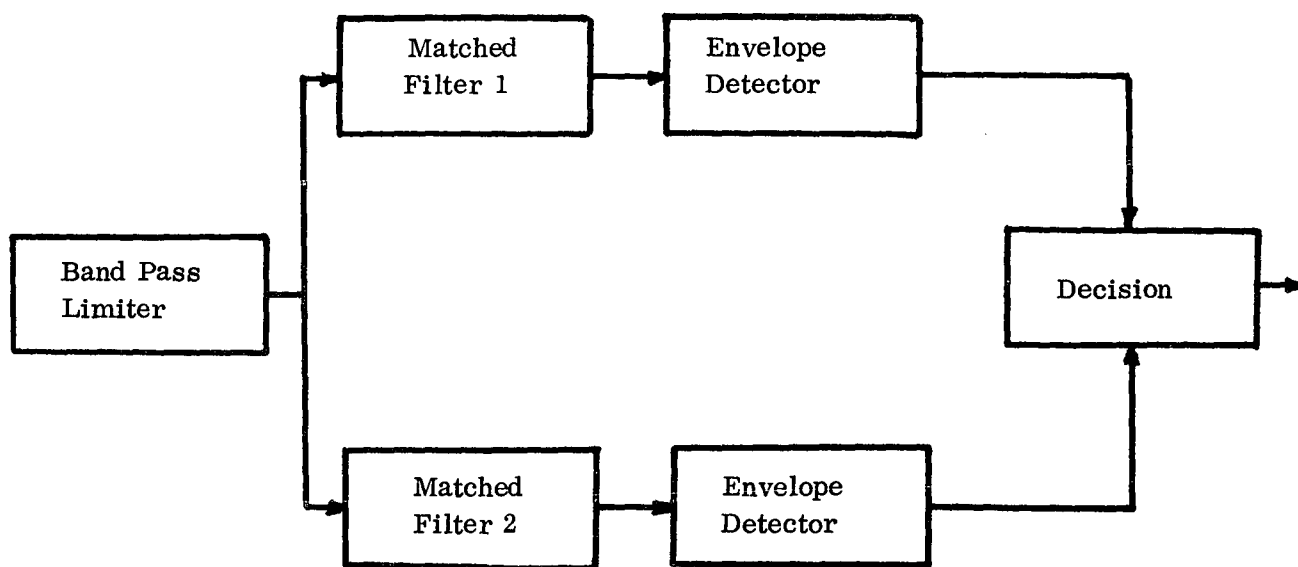 Matched
Filter 1
Envelope
Detector
Band Pass
Limiter
Decision
Matched
Filter 2
Envelope
Detector